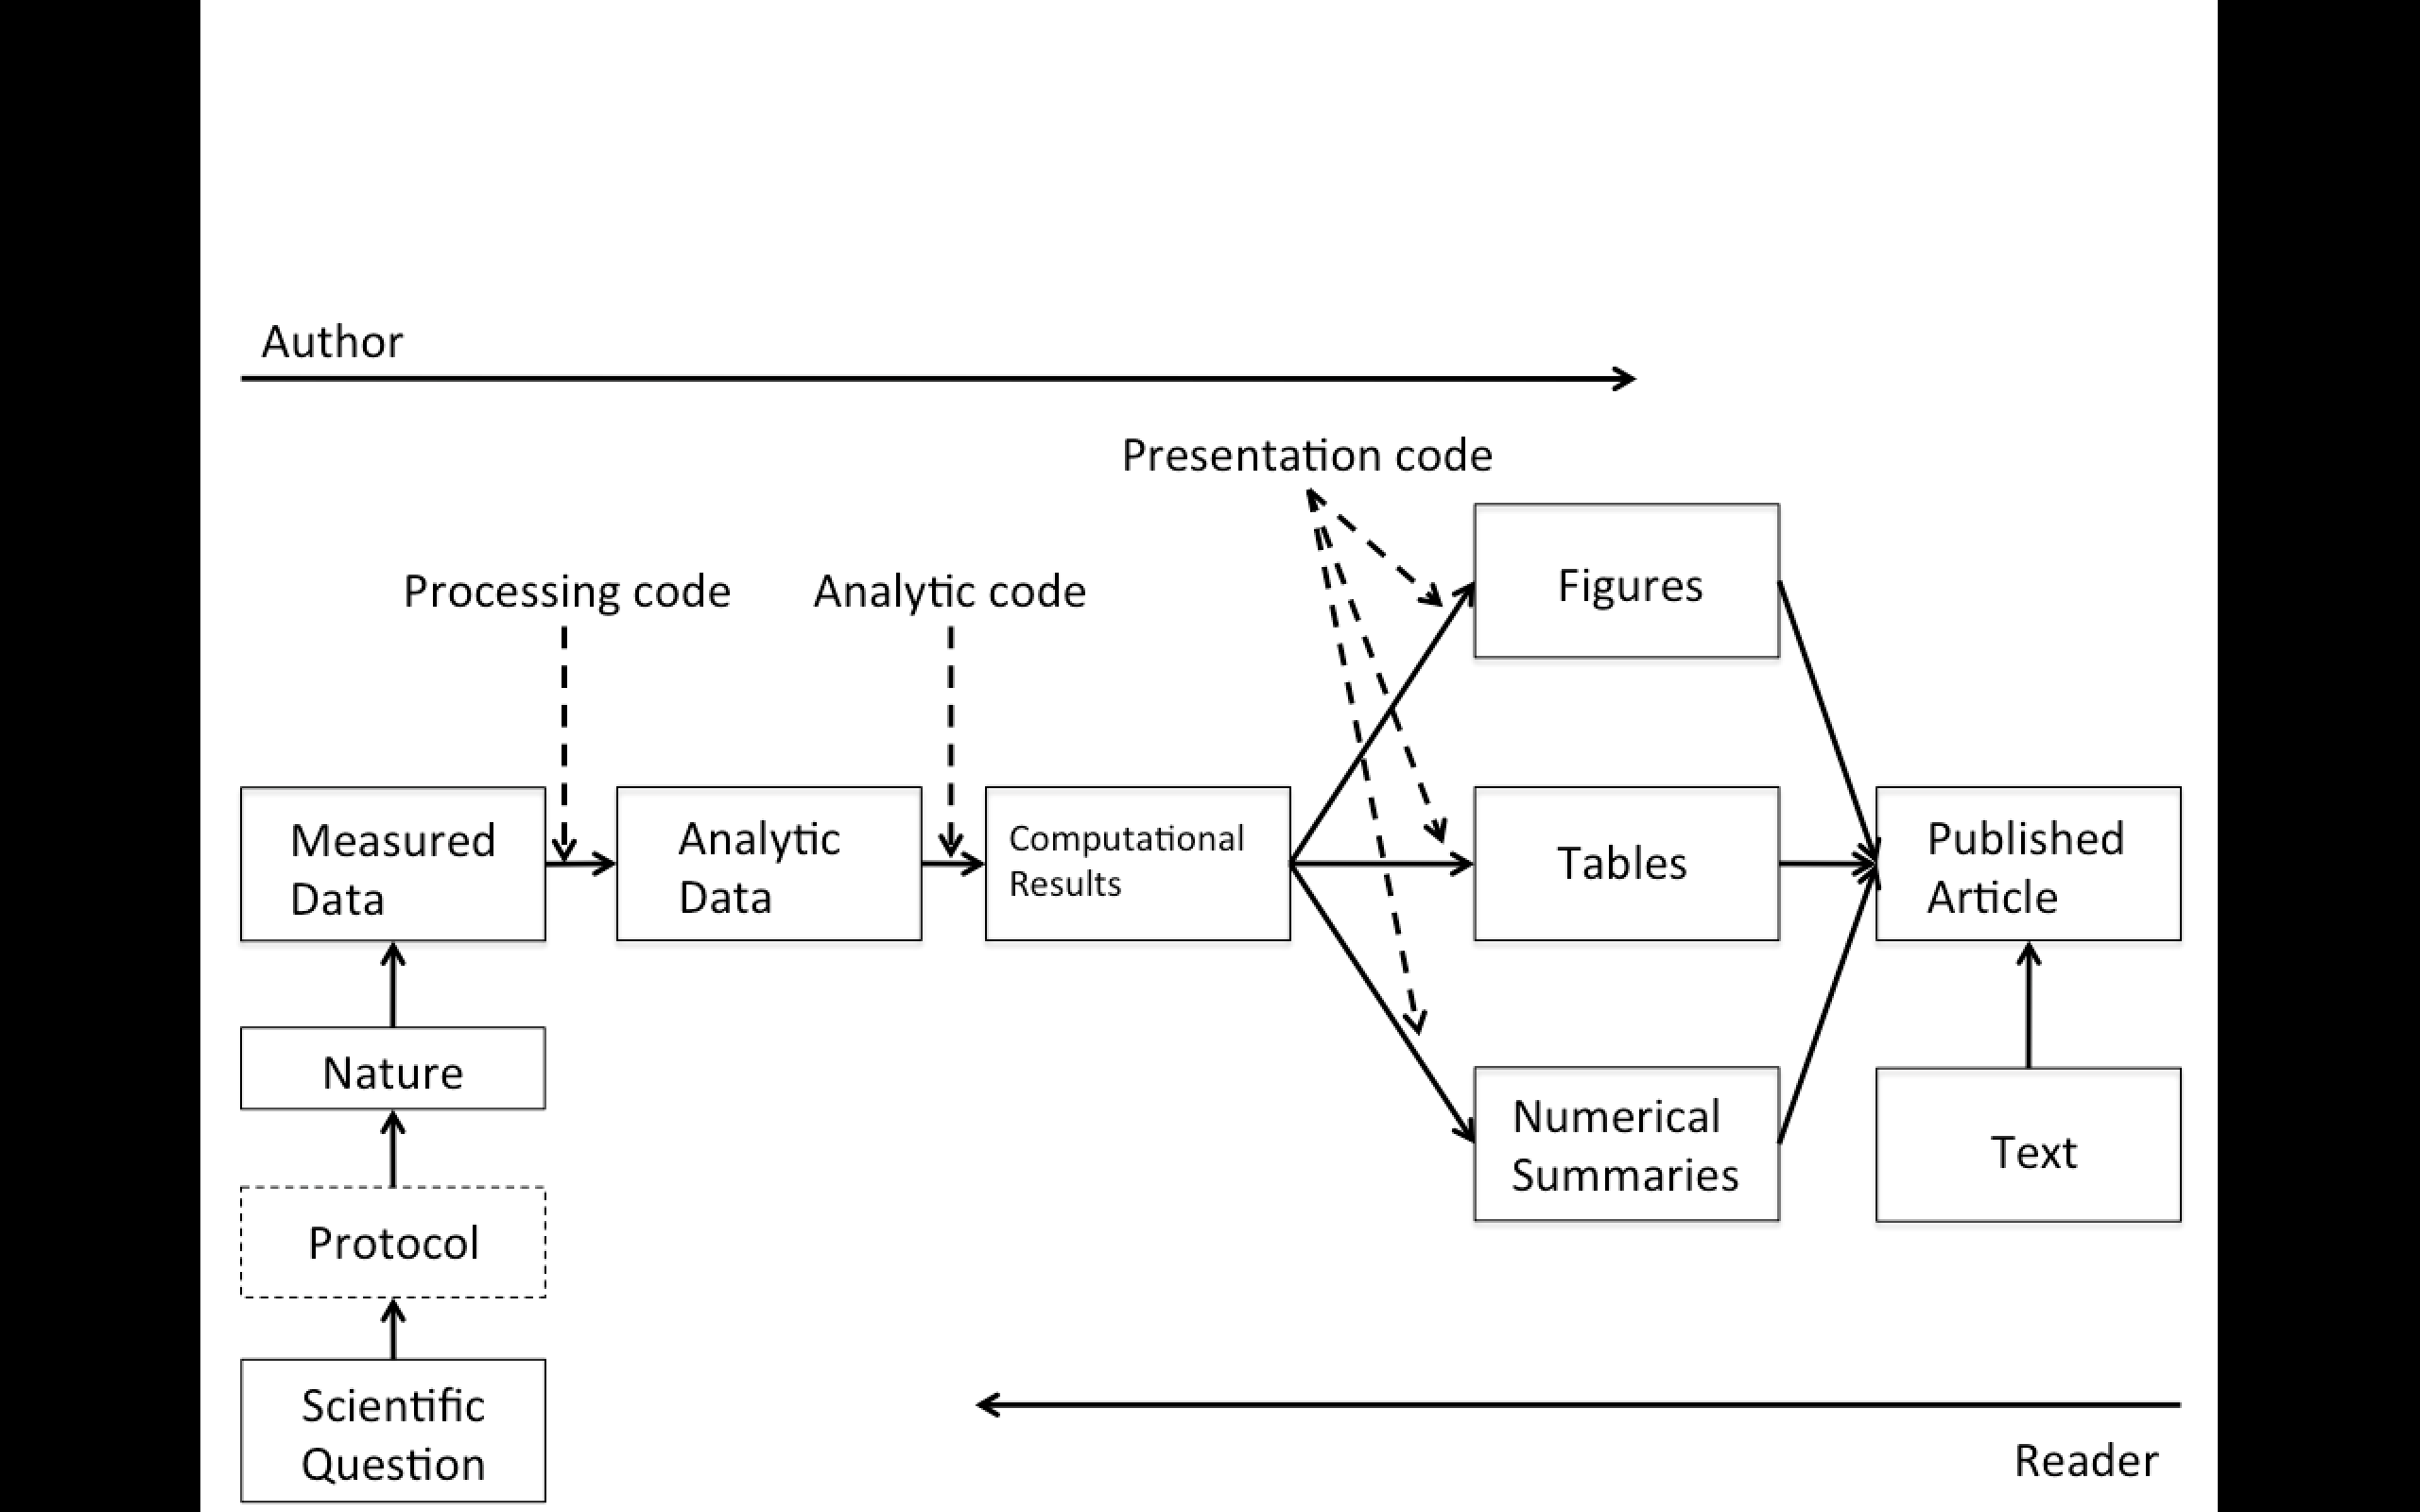 Author
Presentation code
Processing code
Analytic code
Figures
Measured
Data
Analytic
Data
Computational
Results
Tables
Published
Article
Nature
Numerical
Summaries
Text
Protocol
Scientific
Question
Reader